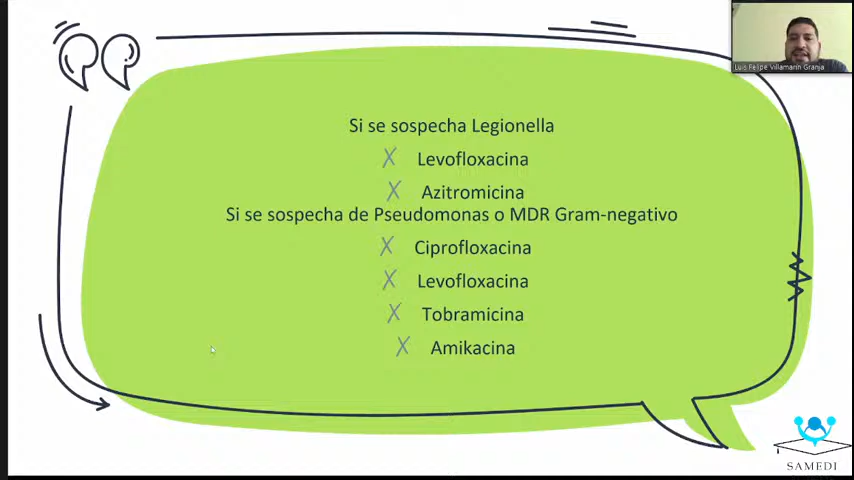 Luis Felipe Villamarin Granja
Si se sospecha Legionella
Levofloxacina
Azitromicina
Si se sospecha de Pseudomonas o MDR Gram-negativo
Ciprofloxacina
Levofloxacina
Tobramicina
Amikacina
SAMEDI